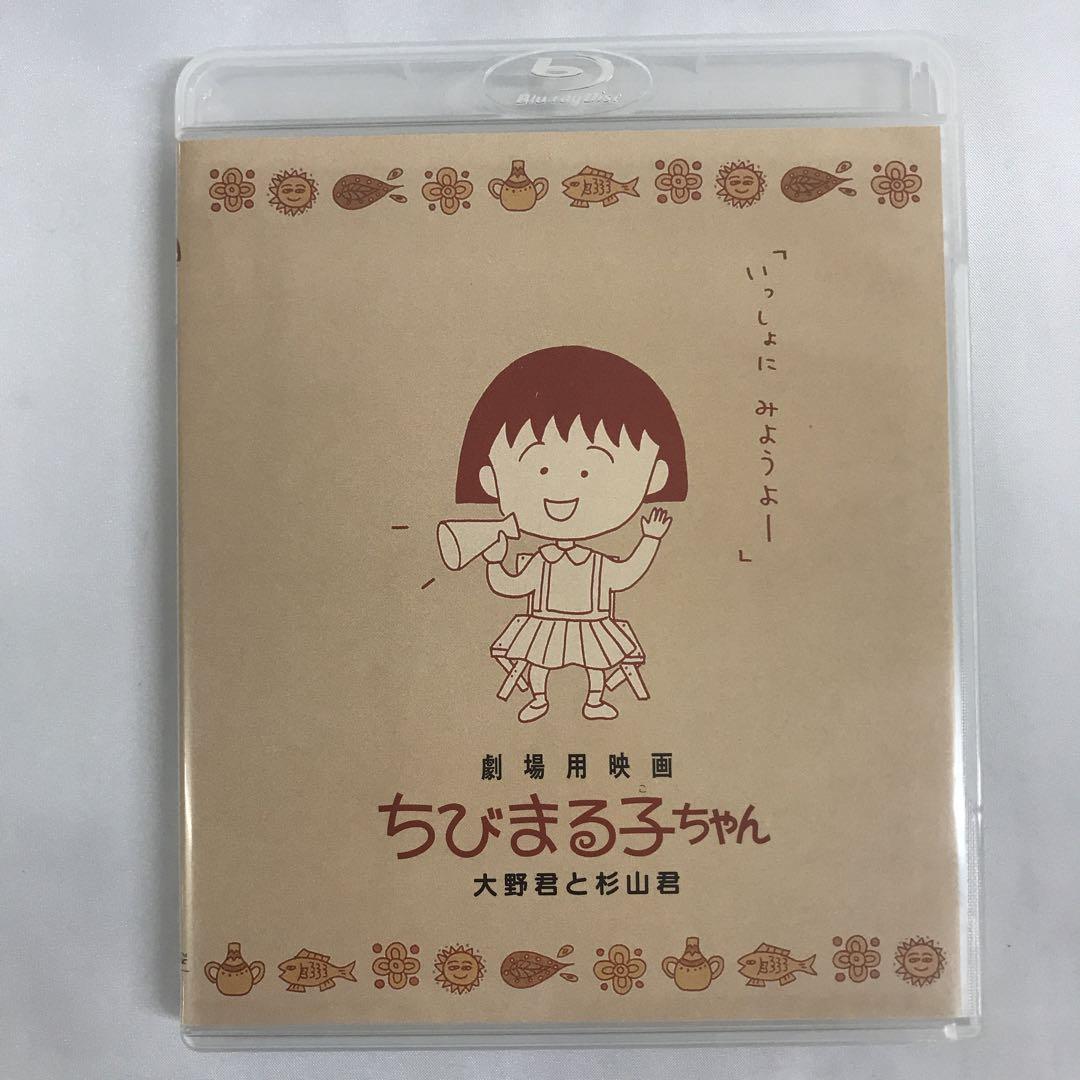 Blu-ray Disc
「いっしょに みようよー」
劇場用映画
ちびまる子ちゃん
こ
大野君と杉山君